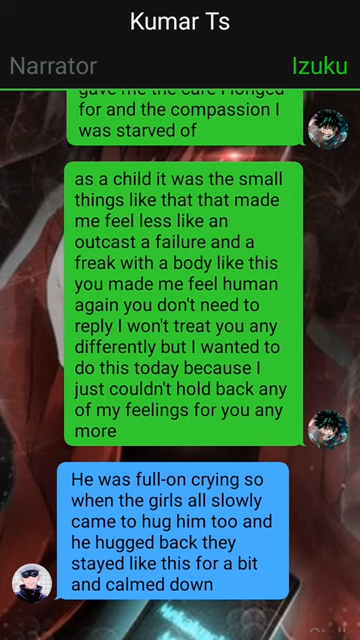 Kumar Ts
Narrator
Izuku
gave me the care I longed
for and the compassion I
was starved of
as a child it was the small
things like that that made
me feel less like an
outcast a failure and a
freak with a body like this
you made me feel human
again you don't need to
reply I won't treat you any
differently but I wanted to
do this today because I
just couldn't hold back any
of my feelings for you any
more
He was full-on crying so
when the girls all slowly
came to hug him too and
he hugged back they
stayed like this for a bit
and calmed down